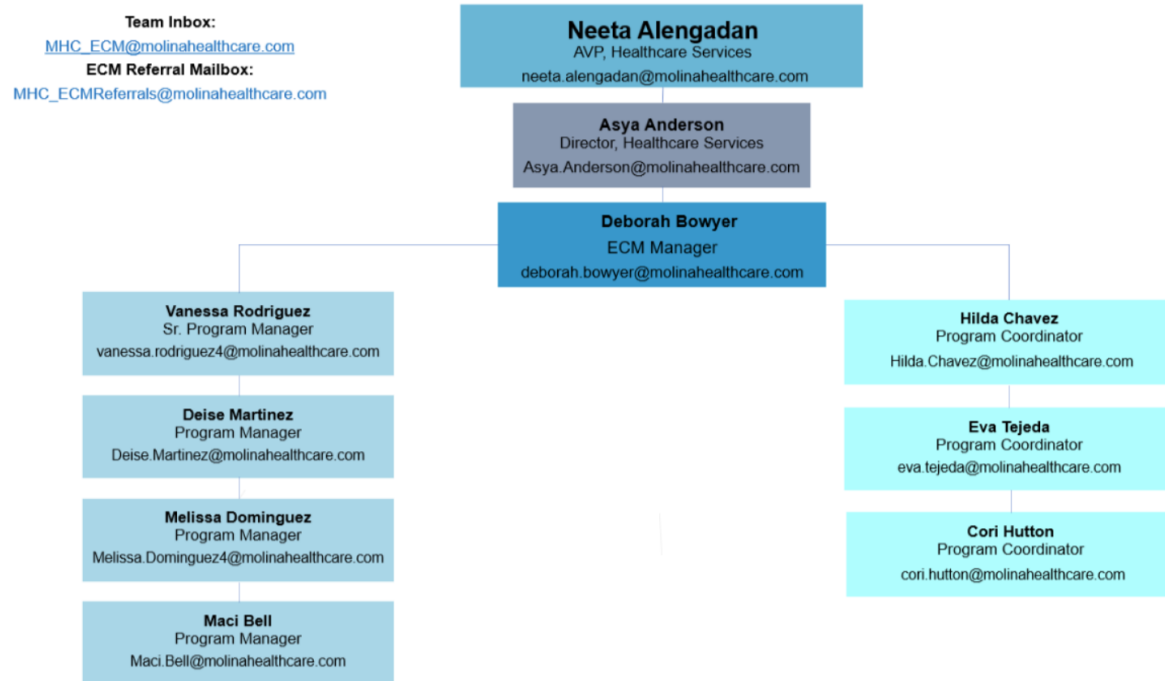 Team Inbox:
MHC_ECM@molinahealthcare.com
ECM Referral Mailbox:
MHC_ECMReferrals@molinahealthcare.com
Neeta Alengadan
AVP, Healthcare Services
neeta.alengadan@molinahealthcare.com
Asya Anderson
Director, Healthcare Services
Asya.Anderson@molinahealthcare.com
Deborah Bowyer
ECM Manager
deborah.bowyer@molinahealthcare.com
Vanessa Rodriguez
Sr. Program Manager
vanessa.rodriguez4@molinahealthcare.com
Deise Martinez
Program Manager
Deise.Martinez@molinahealthcare.com
Melissa Dominguez
Program Manager
Melissa.Dominguez4@molinahealthcare.com
Maci Bell
Program Manager
Maci.Bell@molinahealthcare.com
Hilda Chavez
Program Coordinator
Hilda.Chavez@molinahealthcare.com
Eva Tejeda
Program Coordinator
eva.tejeda@molinahealthcare.com
Cori Hutton
Program Coordinator
cori.hutton@molinahealthcare.com